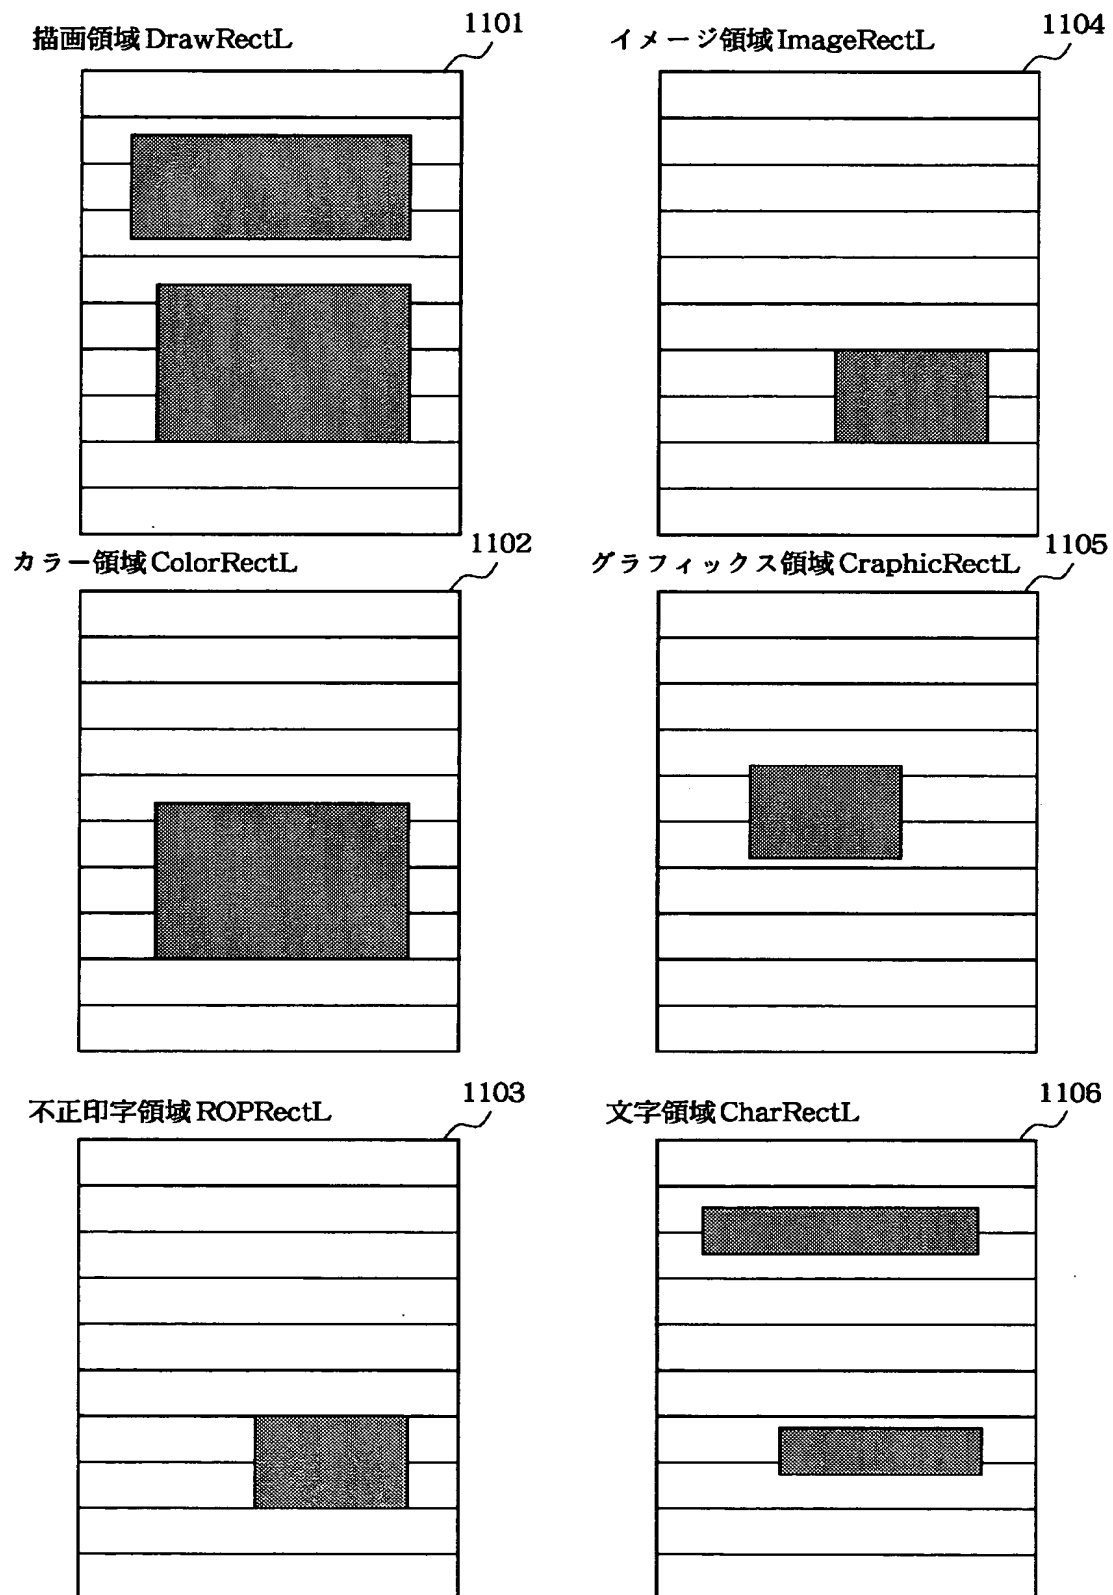 1101
描画領域 DrawRectL
1104
イメージ領域 ImageRectL
1102
カラー領域 ColorRectL
1105
グラフィックス領域 CraphicRectL
1103
不正印字領域 ROPRectL
1106
文字領域 CharRectL